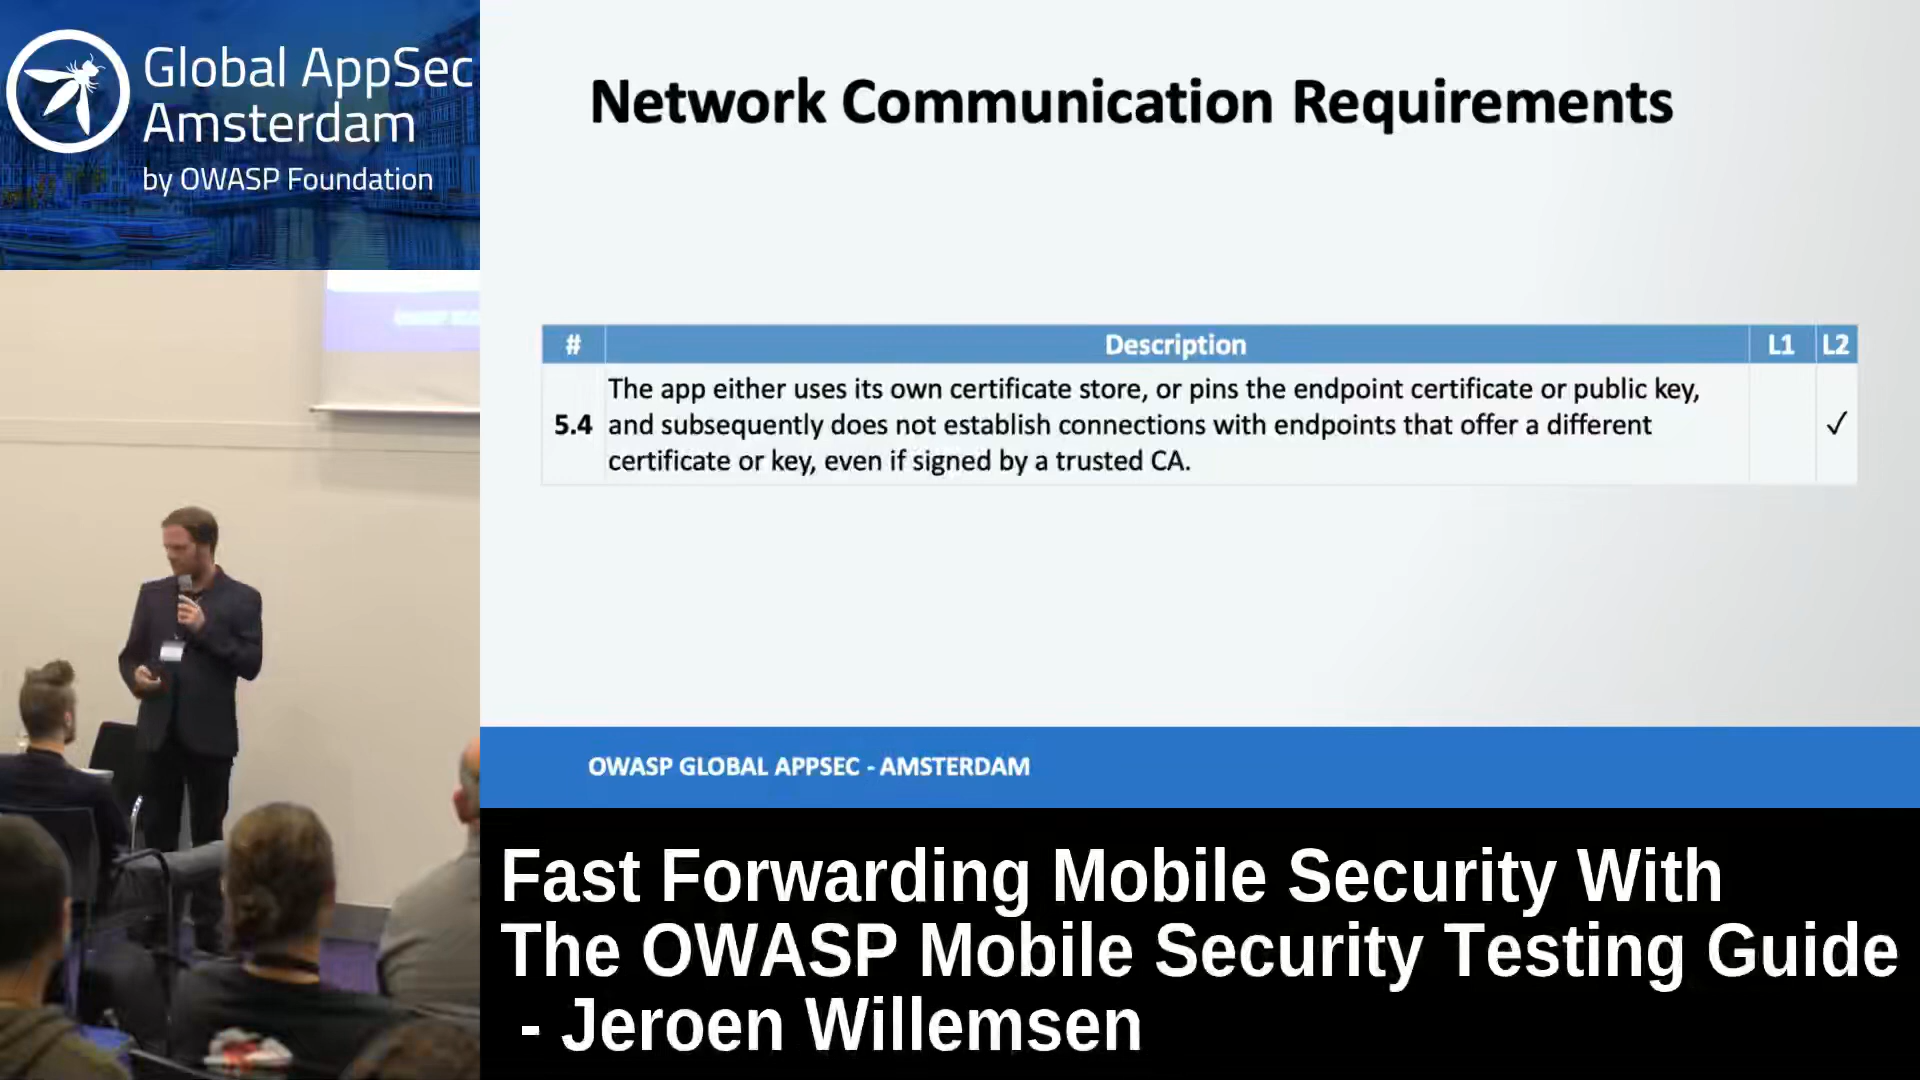 Global AppSec
Amsterdam
by OWASP Foundation
Network Communication Requirements
# Description L1 L2
5.4 The app either uses its own certificate store, or pins the endpoint certificate or public key,
and subsequently does not establish connections with endpoints that offer a different
certificate or key, even if signed by a trusted CA. ✓
OWASP GLOBAL APPSEC - AMSTERDAM
Fast Forwarding Mobile Security With
The OWASP Mobile Security Testing Guide
- Jeroen Willemsen